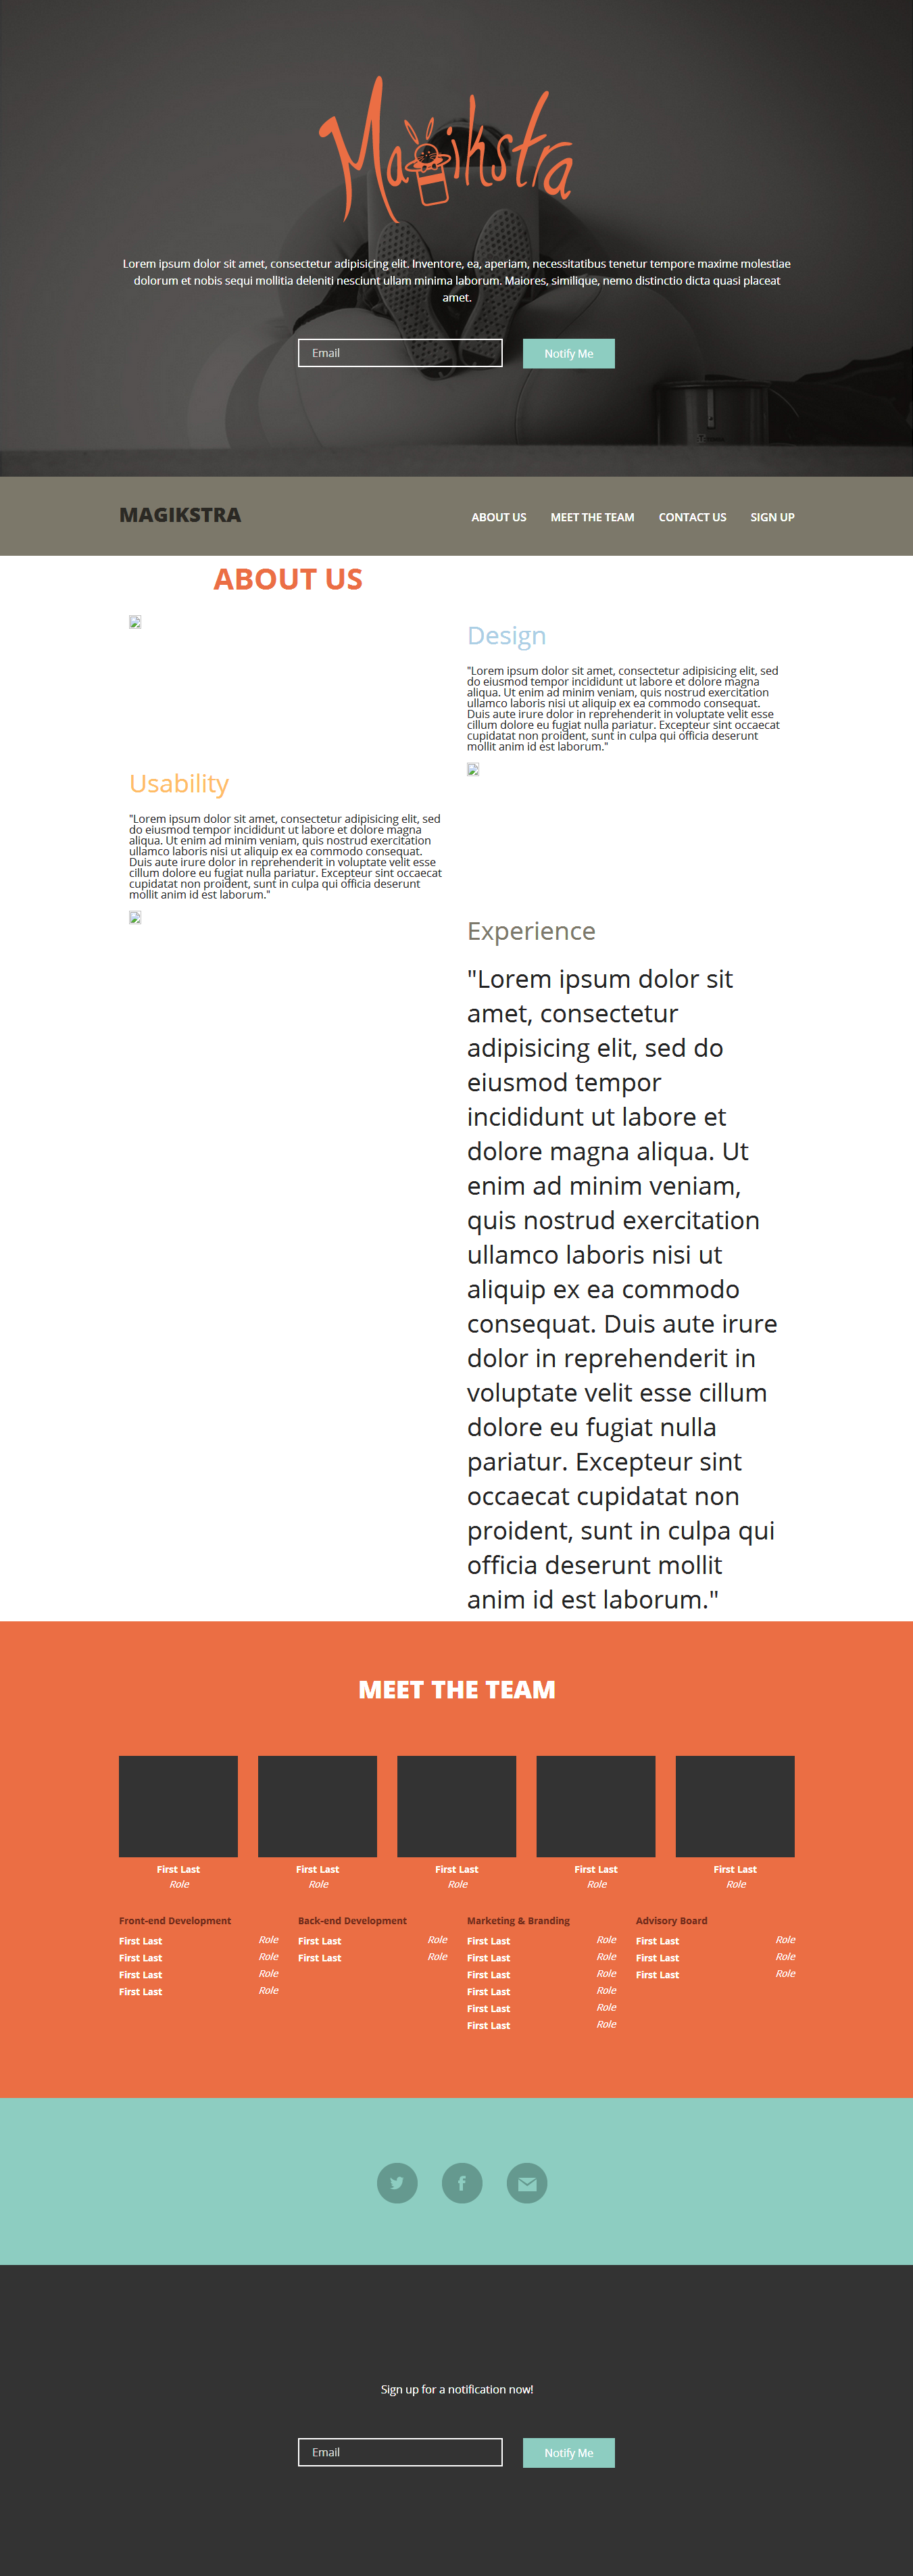 Magikstra
Lorem ipsum dolor sit amet, consectetur adipisicing elit. Inventore, ea, aperiam, necessitatibus tenetur tempore maxime molestiae
dolorum et nobis sequi mollitia deleniti nesciunt ullam minima laborum. Maiores, similique, nemo distinctio dicta quasi placeat
amet.
Email
Notify Me
MAGIKSTRA
ABOUT US
MEET THE TEAM
CONTACT US
SIGN UP
ABOUT US
Design
"Lorem ipsum dolor sit amet, consectetur adipisicing elit, sed
do eiusmod tempor incididunt ut labore et dolore magna
aliqua. Ut enim ad minim veniam, quis nostrud exercitation
ullamco laboris nisi ut aliquip ex ea commodo consequat.
Duis aute irure dolor in reprehenderit in voluptate velit esse
cillum dolore eu fugiat nulla pariatur. Excepteur sint occaecat
cupidatat non proident, sunt in culpa qui officia deserunt
mollit anim id est laborum."
Usability
"Lorem ipsum dolor sit amet, consectetur adipisicing elit, sed
do eiusmod tempor incididunt ut labore et dolore magna
aliqua. Ut enim ad minim veniam, quis nostrud exercitation
ullamco laboris nisi ut aliquip ex ea commodo consequat.
Duis aute irure dolor in reprehenderit in voluptate velit esse
cillum dolore eu fugiat nulla pariatur. Excepteur sint occaecat
cupidatat non proident, sunt in culpa qui officia deserunt
mollit anim id est laborum."
Experience
"Lorem ipsum dolor sit
amet, consectetur
adipisicing elit, sed do
eiusmod tempor
incididunt ut labore et
dolore magna aliqua. Ut
enim ad minim veniam,
quis nostrud exercitation
ullamco laboris nisi ut
aliquip ex ea commodo
consequat. Duis aute irure
dolor in reprehenderit in
voluptate velit esse cillum
dolore eu fugiat nulla
pariatur. Excepteur sint
occaecat cupidatat non
proident, sunt in culpa qui
officia deserunt mollit
anim id est laborum."
MEET THE TEAM
First Last
Role
First Last
Role
First Last
Role
First Last
Role
First Last
Role
Front-end Development
First Last Role
First Last Role
First Last Role
First Last Role
Back-end Development
First Last Role
First Last Role
Marketing & Branding
First Last Role
First Last Role
First Last Role
First Last Role
First Last Role
First Last Role
Advisory Board
First Last Role
First Last Role
First Last Role
Sign up for a notification now!
Email
Notify Me